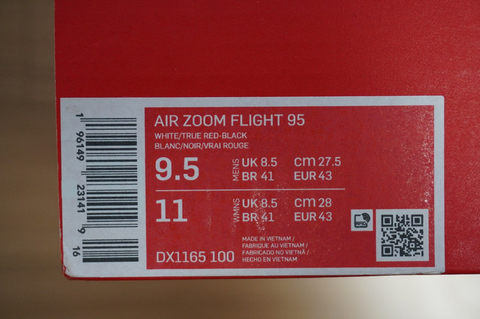 AIR ZOOM FLIGHT 95
WHITE/TRUE RED-BLACK
BLANC/NOIR/VRAI ROUGE
9.5 MENS UK 8.5 CM 27.5
BR 41 EUR 43
11 WMNS UK 8.5 CM 28
BR 41 EUR 43
DX1165 100
MADE IN VIETNAM /
FABRIQUÉ AU VIETNAM /
FABRICADO NO VIETNÃ /
HECHO EN VIETNAM
1 96149 23141 9 16